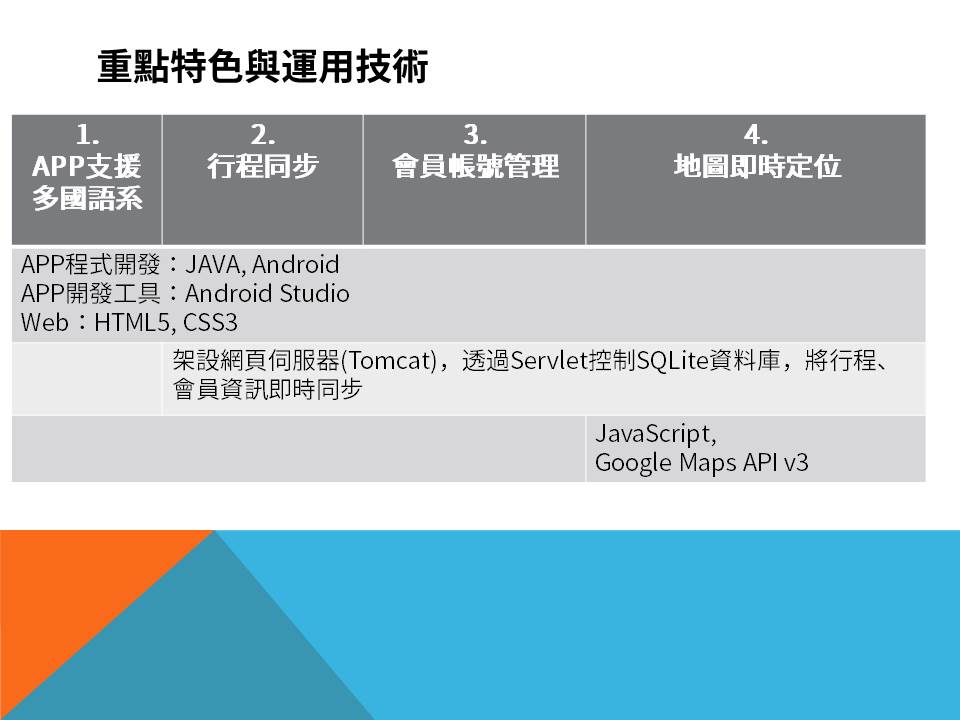 重點特色與運用技術
1.
APP支援
多國語系
2.
行程同步
3.
會員帳號管理
4.
地圖即時定位
APP程式開發：JAVA, Android
APP開發工具：Android Studio
Web：HTML5, CSS3
架設網頁伺服器(Tomcat)，透過Servlet控制SQLite資料庫，將行程、
會員資訊即時同步
JavaScript,
Google Maps API v3